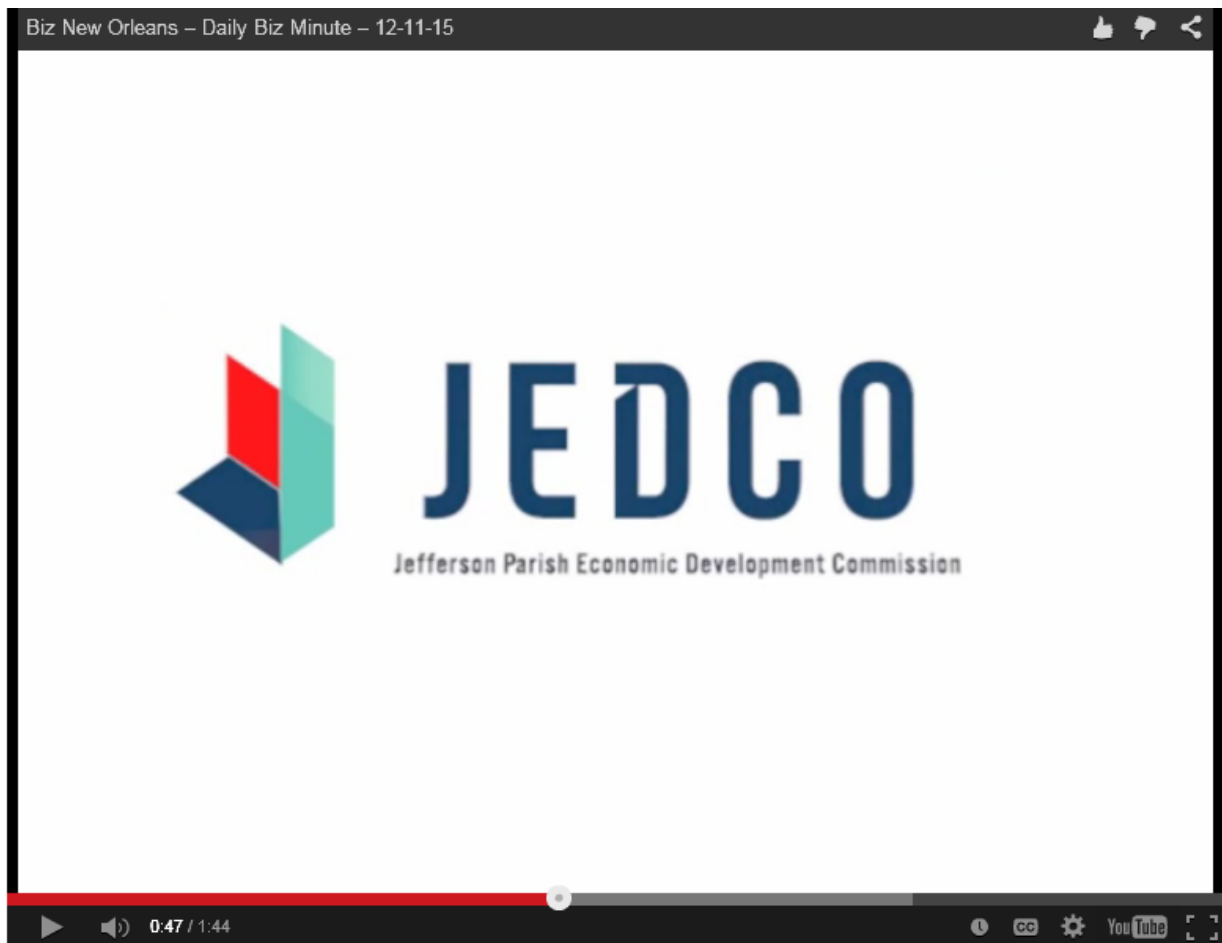 Biz New Orleans – Daily Biz Minute – 12-11-15
JEDCO
Jefferson Parish Economic Development Commission
0:47 / 1:44
CC
YouTube